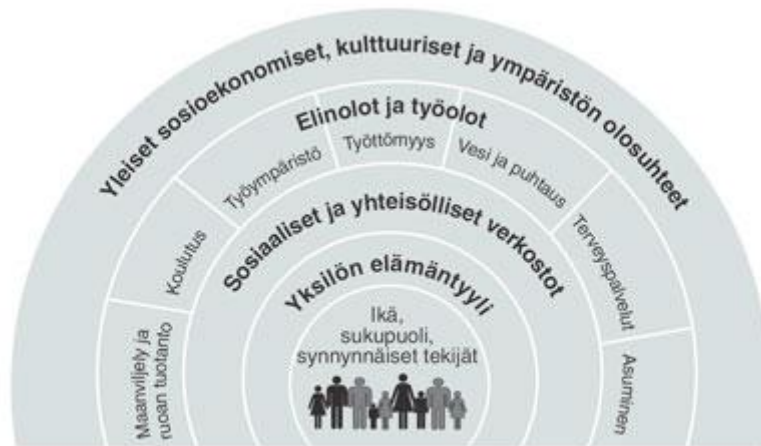 Yleiset sosioekonomiset, kulttuuriset ja ympäristön olosuhteet
Elinolot ja työolot
Maanviljely ja
ruoan tuotanto
Koulutus
Työympäristö
Työttömyys
Vesi ja puhtaus
Terveyspalvelut
Asuminen
Sosiaaliset ja yhteisölliset verkostot
Yksilön elämäntyyli
Ikä,
sukupuoli,
synnynnäiset tekijät